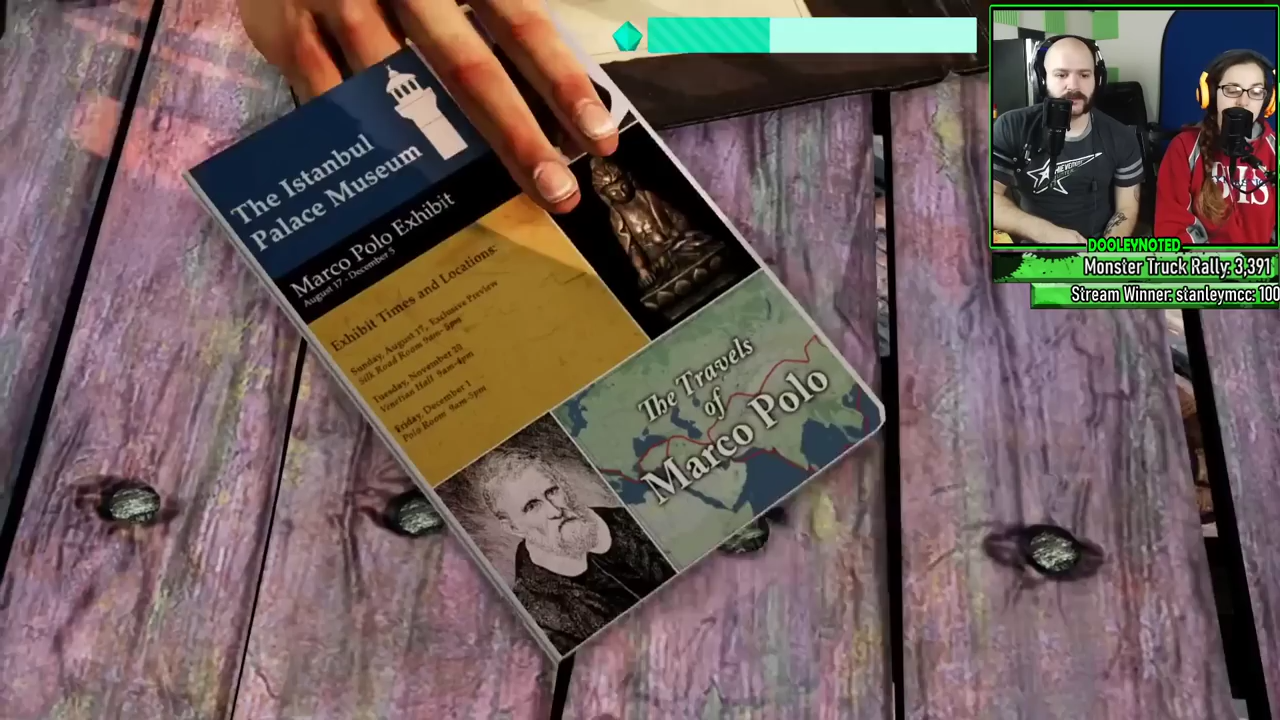 The Istanbul
Palace Museum
Marco Polo Exhibit
August 17 - December 5
Exhibit Times and Locations:
Sunday, August 17, Exclusive Preview
Silk Road Room 9am-8pm
Tuesday, November 20
Venetian Hall 9am-4pm
Friday, December 1
Polo Room 9am-5pm
The Travels
of
Marco Polo
DOOLEYNOTED
Monster Truck Rally: 3,391
Stream Winner: stanleymcc: 100